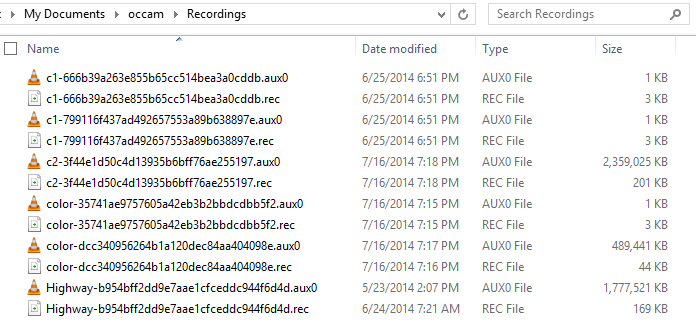 My Documents › occam › Recordings Search Recordings
Name Date modified Type Size
c1-666b39a263e855b65cc514bea3a0cddb.aux0 6/25/2014 6:51 PM AUX0 File 1 KB
c1-666b39a263e855b65cc514bea3a0cddb.rec 6/25/2014 6:51 PM REC File 3 KB
c1-799116f437ad492657553a89b638897e.aux0 6/25/2014 6:51 PM AUX0 File 1 KB
c1-799116f437ad492657553a89b638897e.rec 6/25/2014 6:51 PM REC File 3 KB
c2-3f44e1d50c4d13935b6bff76ae255197.aux0 7/16/2014 7:18 PM AUX0 File 2,359,025 KB
c2-3f44e1d50c4d13935b6bff76ae255197.rec 7/16/2014 7:18 PM REC File 201 KB
color-35741ae9757605a42eb3b2bbdcdbb5f2.aux0 7/16/2014 7:15 PM AUX0 File 1 KB
color-35741ae9757605a42eb3b2bbdcdbb5f2.rec 7/16/2014 7:15 PM REC File 3 KB
color-dcc340956264b1a120dec84aa404098e.aux0 7/16/2014 7:17 PM AUX0 File 489,441 KB
color-dcc340956264b1a120dec84aa404098e.rec 7/16/2014 7:16 PM REC File 44 KB
Highway-b954bff2dd9e7aae1cfceddc944f6d4d.aux0 5/23/2014 2:07 PM AUX0 File 1,777,521 KB
Highway-b954bff2dd9e7aae1cfceddc944f6d4d.rec 6/24/2014 7:21 AM REC File 169 KB